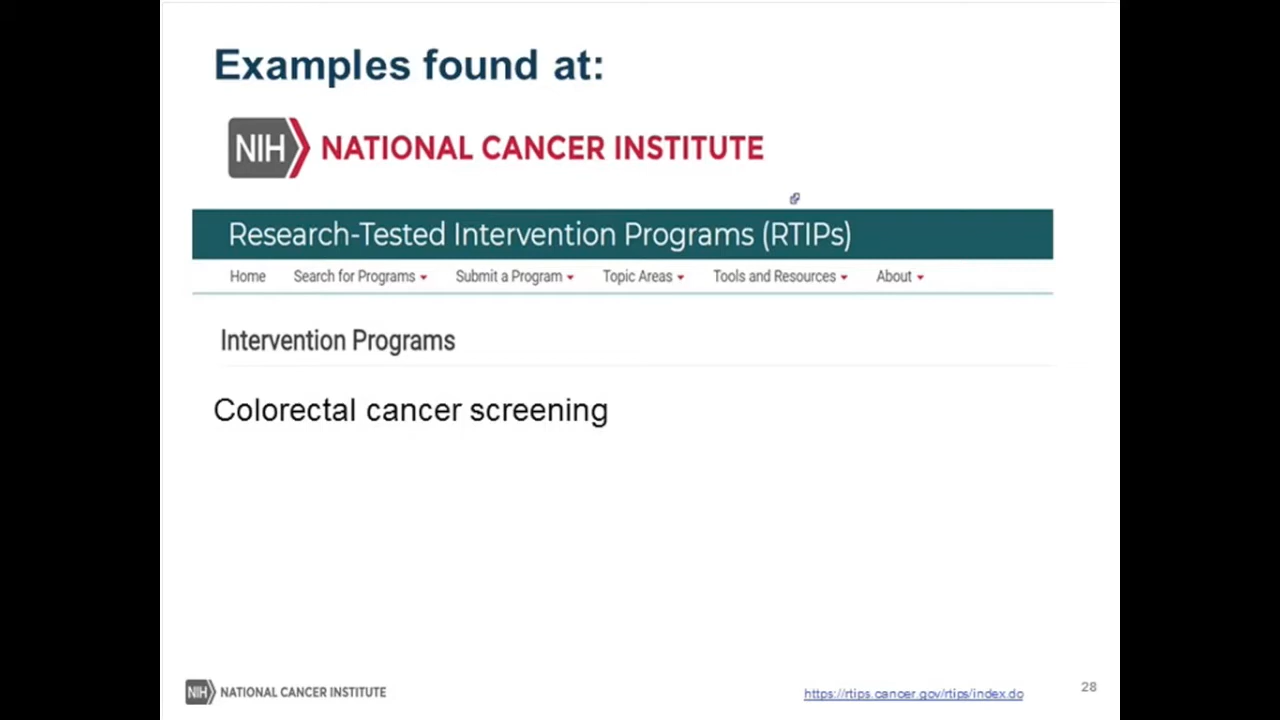 Examples found at:
NIH NATIONAL CANCER INSTITUTE
Research-Tested Intervention Programs (RTIPs)
Home Search for Programs Submit a Program Topic Areas Tools and Resources About
Intervention Programs
Colorectal cancer screening
NIH NATIONAL CANCER INSTITUTE
https://rtips.cancer.gov/rtips/index.do
28